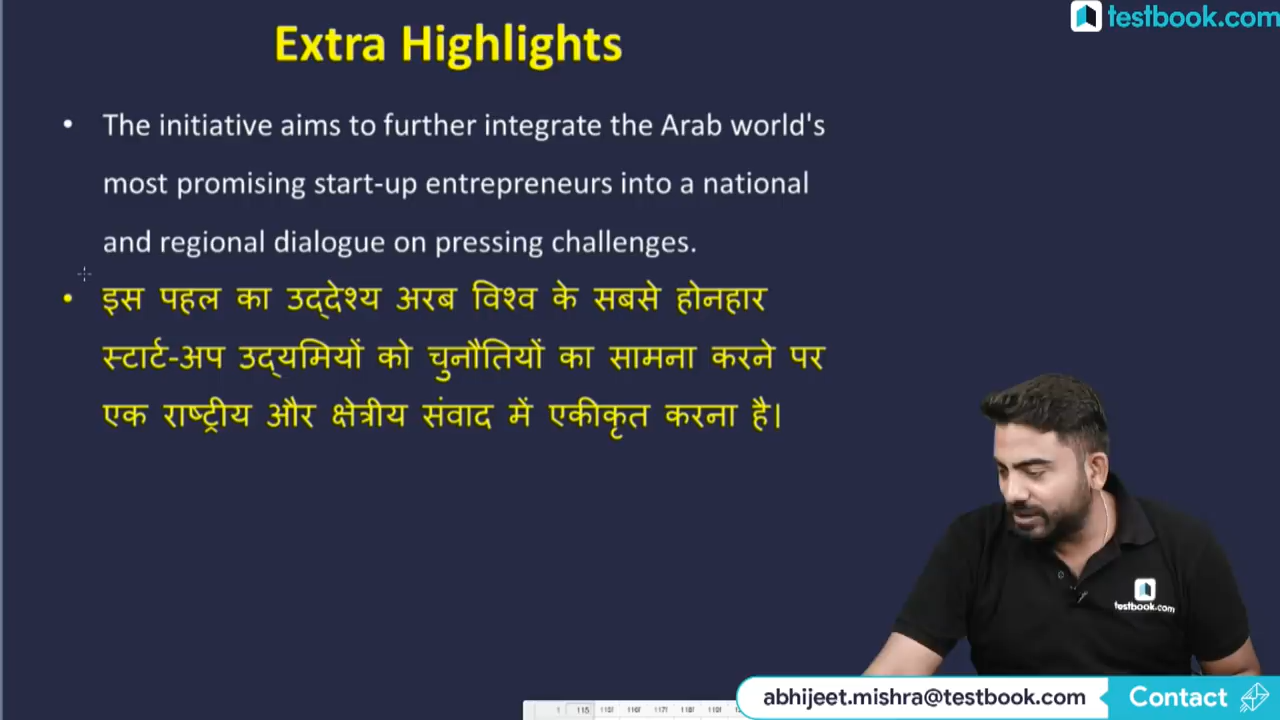 testbook.com
Extra Highlights
• The initiative aims to further integrate the Arab world's
most promising start-up entrepreneurs into a national
and regional dialogue on pressing challenges.
• इस पहल का उद्देश्य अरब विश्व के सबसे होनहार
स्टार्ट-अप उद्यमियों को चुनौतियों का सामना करने पर
एक राष्ट्रीय और क्षेत्रीय संवाद में एकीकृत करना है।
testbook.com
abhijeet.mishra@testbook.com Contact